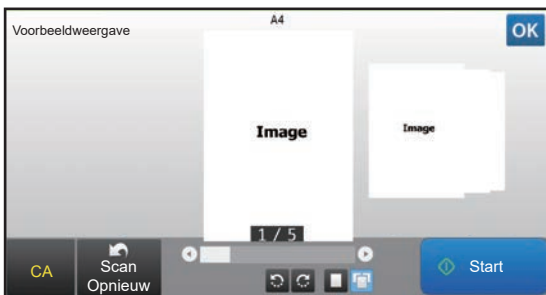 A4
Voorbeeldweergave
OK
Image
Image
1 / 5
CA
Scan
Opnieuw
Start